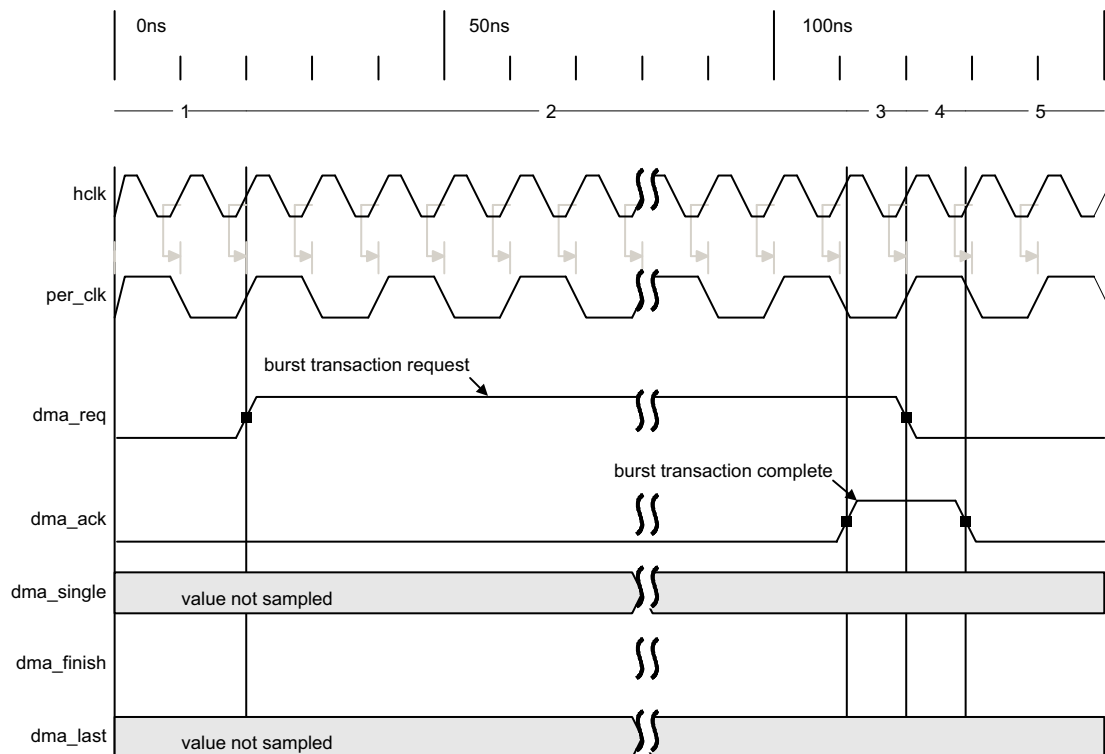 0ns 50ns 100ns
1 2 3 4 5
hclk
per_clk
burst transaction request
dma_req
burst transaction complete
dma_ack
dma_single value not sampled
dma_finish
dma_last value not sampled